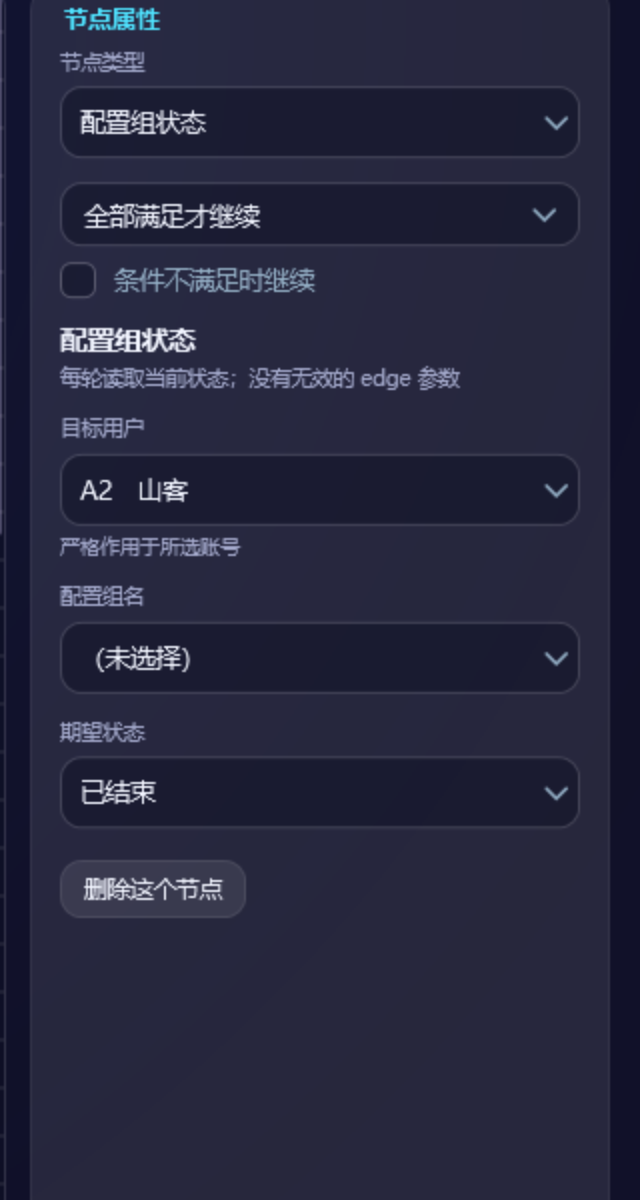 节点属性
节点类型
配置组状态
全部满足才继续
条件不满足时继续
配置组状态
每轮读取当前状态；没有无效的 edge 参数
目标用户
A2 山客
严格作用于所选账号
配置组名
(未选择)
期望状态
已结束
删除这个节点